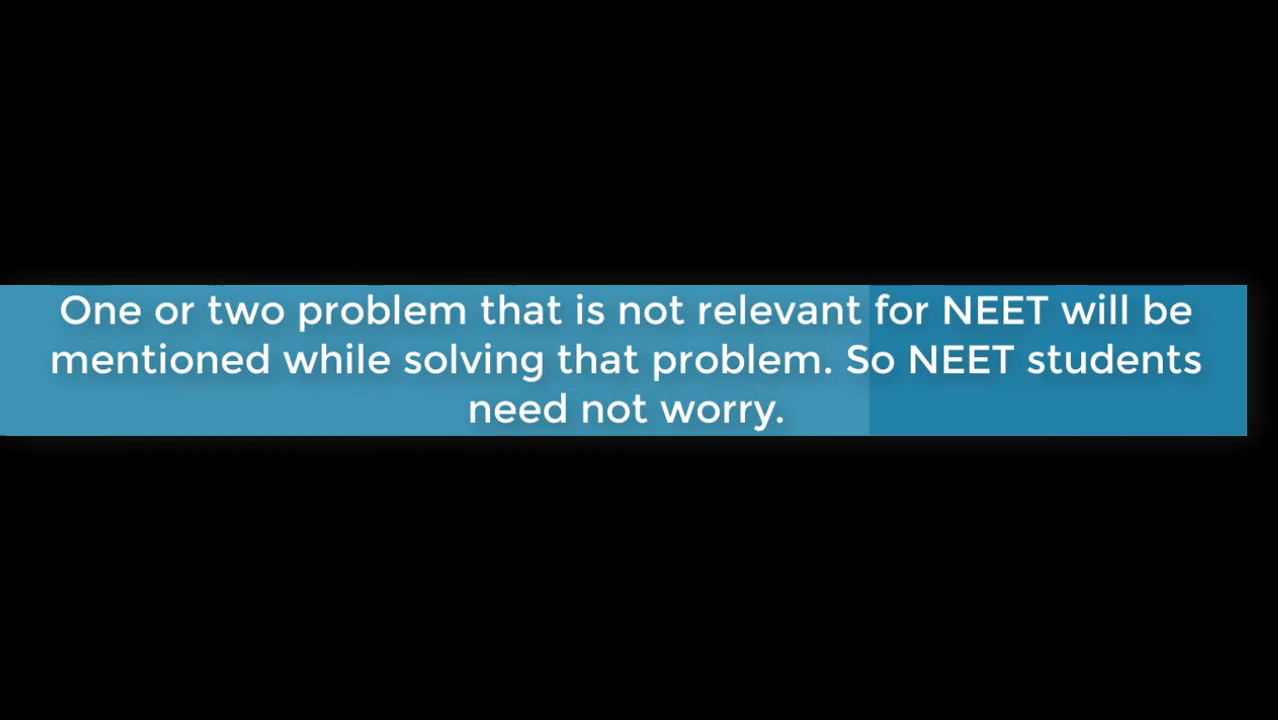 One or two problem that is not relevant for NEET will be
mentioned while solving that problem. So NEET students
need not worry.